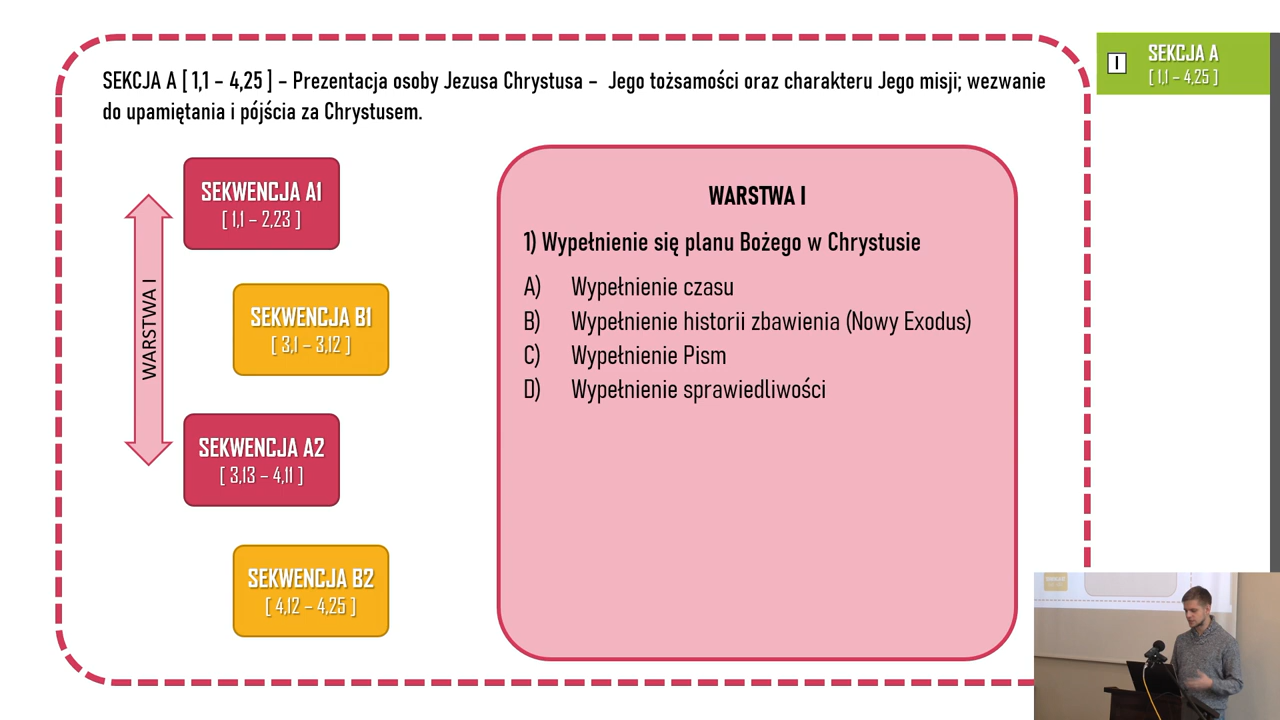 SEKCJA A [ 1,1 – 4,25 ] – Prezentacja osoby Jezusa Chrystusa – Jego tożsamości oraz charakteru Jego misji; wezwanie
do upamiętania i pójścia za Chrystusem.
I
SEKCJA A
[ 1,1 – 4,25 ]
SEKWENCJA A1
[ 1,1 – 2,23 ]
SEKWENCJA B1
[ 3,1 – 3,12 ]
WARSTWA I
SEKWENCJA A2
[ 3,13 – 4,11 ]
SEKWENCJA B2
[ 4,12 – 4,25 ]
WARSTWA I
1) Wypełnienie się planu Bożego w Chrystusie
A) Wypełnienie czasu
B) Wypełnienie historii zbawienia (Nowy Exodus)
C) Wypełnienie Pism
D) Wypełnienie sprawiedliwości